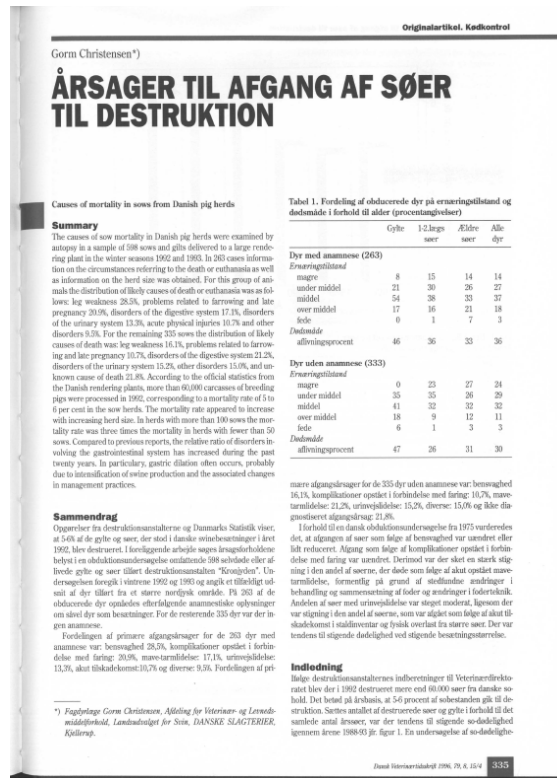 Originalartikel. Kødkontrol
Gorm Christensen*)
ÅRSAGER TIL AFGANG AF SØER
TIL DESTRUKTION
Causes of mortality in sows from Danish pig herds
Summary
The causes of sow mortality in Danish pig herds were examined by
autopsy in a sample of 598 sows and gilts delivered to a large rende-
ring plant in the winter seasons 1992 and 1993. In 263 cases informa-
tion on the circumstances referring to the death or euthanasia as well
as information on the herd size was obtained. For this group of ani-
mals the distribution of likely causes of death or euthanasia was as fol-
lows: leg weakness 28.5%, problems related to farrowing and late
pregnancy 20.9%, disorders of the digestive system 17.1%, disorders
of the urinary system 13.3%, acute physical injuries 10.7% and other
disorders 9.5%. For the remaining 335 sows the distribution of likely
causes of death was: leg weakness 16.1%, problems related to farrow-
ing and late pregnancy 10.7%, disorders of the digestive system 21.2%,
disorders of the urinary system 15.2%, other disorders 15.0%, and un-
known cause of death 21.8%. According to the official statistics from
the Danish rendering plants, more than 60,000 carcasses of breeding
pigs were processed in 1992, corresponding to a mortality rate of 5 to
6 per cent in the sow herds. The mortality rate appeared to increase
with increasing herd size. In herds with more than 100 sows the mor-
tality rate was three times the mortality in herds with fewer than 50
sows. Compared to previous reports, the relative ratio of disorders in-
volving the gastrointestinal system has increased during the past
twenty years. In particulary, gastric dilation often occurs, probably
due to intensification of swine production and the associated changes
in management practices.
Sammendrag
Opgørelser fra destruktionsanstalterne og Danmarks Statistik viser,
at 5-6% af de gylte og søer, der stod i danske svinebesætninger i året
1992, blev destrueret. I foreliggende arbejde søges årsagsforholdene
belyst i en obduktionsundersøgelse omfattende 598 selvdøde eller af-
livede gylte og søer tilført destruktionsanstalten "Kronjyden". Un-
dersøgelsen foregik i vintrene 1992 og 1993 og angik et tilfældigt ud-
snit af dyr tilført fra et større nordjysk område. På 263 af de
obducerede dyr opnåedes efterfølgende anamnestiske oplysninger
om såvel dyr som besætninger. For de resterende 335 dyr var der in-
gen anamnese.
Fordelingen af primære afgangsårsager for de 263 dyr med
anamnese var: bensvaghed 28,5%, komplikationer opstået i forbin-
delse med faring: 20,9%, mave-tarmlidelse: 17,1%, urinvejslidelse:
13,3%, akut tilskadekomst:10,7% og diverse: 9,5%. Fordelingen af pri-
*) Fagdyrlæge Gorm Christensen, Afdeling for Veterinær- og Levneds-
middelforhold, Landsudvalget for Svin, DANSKE SLAGTERIER,
Kjellerup.
Tabel 1. Fordeling af obducerede dyr på ernæringstilstand og
dødsmåde i forhold til alder (procentangivelser)
Gylte 1-2.lægs Ældre Alle
søer søer dyr
Dyr med anamnese (263)
Ernæringstilstand
magre 8 15 14 14
under middel 21 30 26 27
middel 54 38 33 37
over middel 17 16 21 18
fede 0 1 7 3
Dødsmåde
aflivningsprocent 46 36 33 36
Dyr uden anamnese (333)
Ernæringstilstand
magre 0 23 27 24
under middel 35 35 26 29
middel 41 32 32 32
over middel 18 9 12 11
fede 6 1 3 3
Dødsmåde
aflivningsprocent 47 26 31 30
mære afgangsårsager for de 335 dyr uden anamnese var: bensvaghed
16,1%, komplikationer opstået i forbindelse med faring: 10,7%, mave-
tarmlidelse: 21,2%, urinvejslidelse: 15,2%, diverse: 15,0% og ikke dia-
gnostiseret afgangsårsag: 21,8%.
I forhold til en dansk obduktionsundersøgelse fra 1975 vurderedes
det, at afgangen af søer som følge af bensvaghed var uændret eller
lidt reduceret. Afgang som følge af komplikationer opstået i forbin-
delse med faring var uændret. Derimod var der sket en stærk stig-
ning i den andel af søerne, der døde som følge af akut opstået mave-
tarmlidelse, formentlig på grund af stedfundne ændringer i
behandling og sammensætning af foder og ændringer i foderteknik.
Andelen af søer med urinvejslidelse var steget moderat, ligesom der
var stigning i den andel af søerne, som var afgået som følge af akut til-
skadekomst i staldinventar og fysisk overlast fra større søer. Der var
tendens til stigende dødelighed ved stigende besætningsstørrelse.
Indledning
Ifølge destruktionsanstalternes indberetninger til Veterinærdirekto-
ratet blev der i 1992 destrueret mere end 60.000 søer fra danske so-
hold. Det betød på årsbasis, at 5-6 procent af sobestanden gik til de-
struktion. Sættes antallet af destruerede søer og gylte i forhold til det
samlede antal årssøer, var der tendens til stigende so-dødelighed
igennem årene 1988-93 jfr. figur 1. En undersøgelse af so-dødelighe-
Dansk Veterinærtidsskrift 1996, 79, 8, 15/4 335